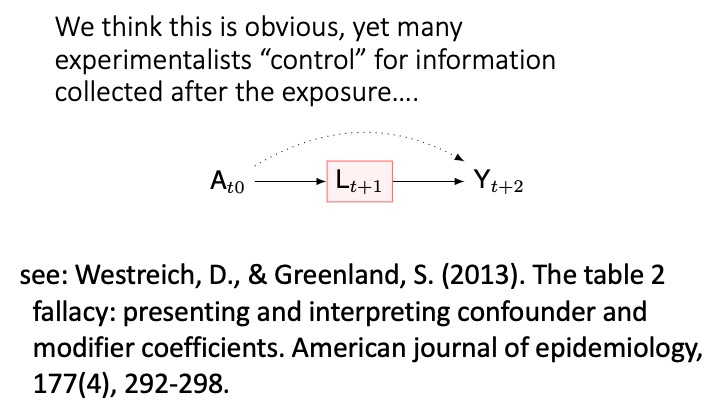 We think this is obvious, yet many
experimentalists “control” for information
collected after the exposure....
A_{t0} L_{t+1} Y_{t+2}
see: Westreich, D., & Greenland, S. (2013). The table 2
fallacy: presenting and interpreting confounder and
modifier coefficients. American journal of epidemiology,
177(4), 292-298.